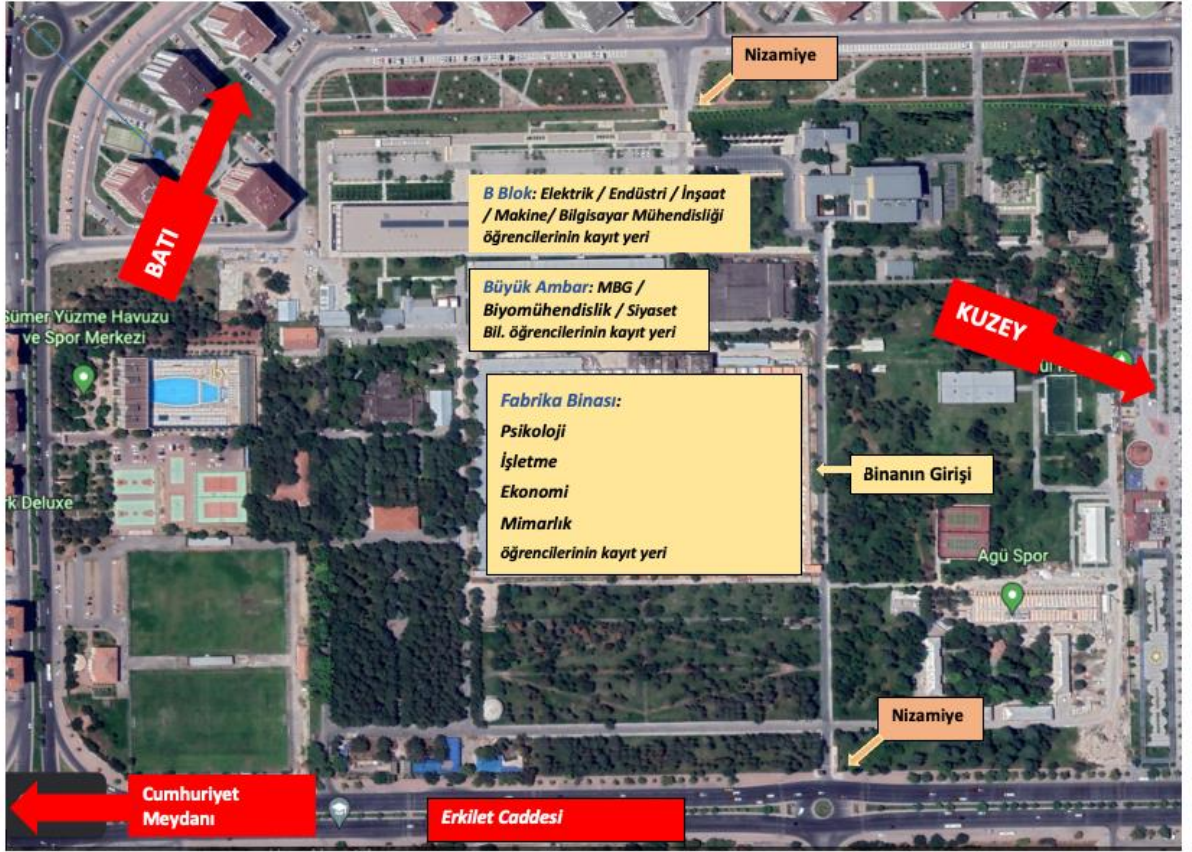 Nizamiye
B Blok: Elektrik / Endüstri / İnşaat
/ Makine/ Bilgisayar Mühendisliği
öğrencilerinin kayıt yeri
BATI
Büyük Ambar: MBG /
Biyomühendislik / Siyaset
Bil. öğrencilerinin kayıt yeri
KUZEY
Sümer Yüzme Havuzu
ve Spor Merkezi
Fabrika Binası:
Psikoloji
İşletme
Ekonomi
Mimarlık
öğrencilerinin kayıt yeri
Binanın Girişi
rk Deluxe
Agü Spor
Nizamiye
Cumhuriyet
Meydanı
Erkilet Caddesi